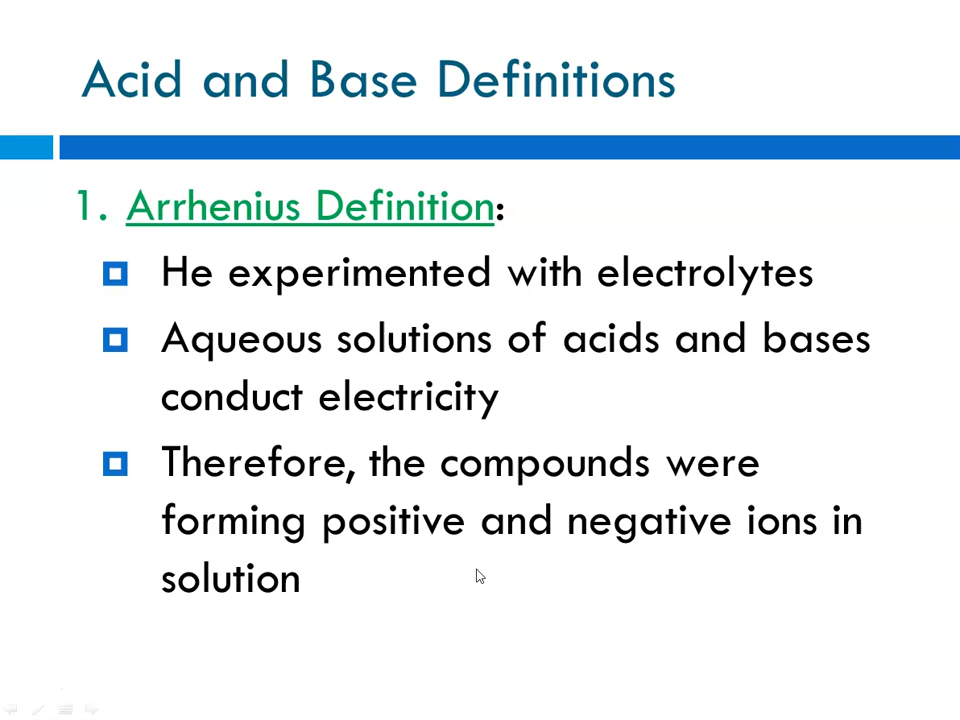 Acid and Base Definitions
1. Arrhenius Definition:
He experimented with electrolytes
Aqueous solutions of acids and bases
conduct electricity
Therefore, the compounds were
forming positive and negative ions in
solution